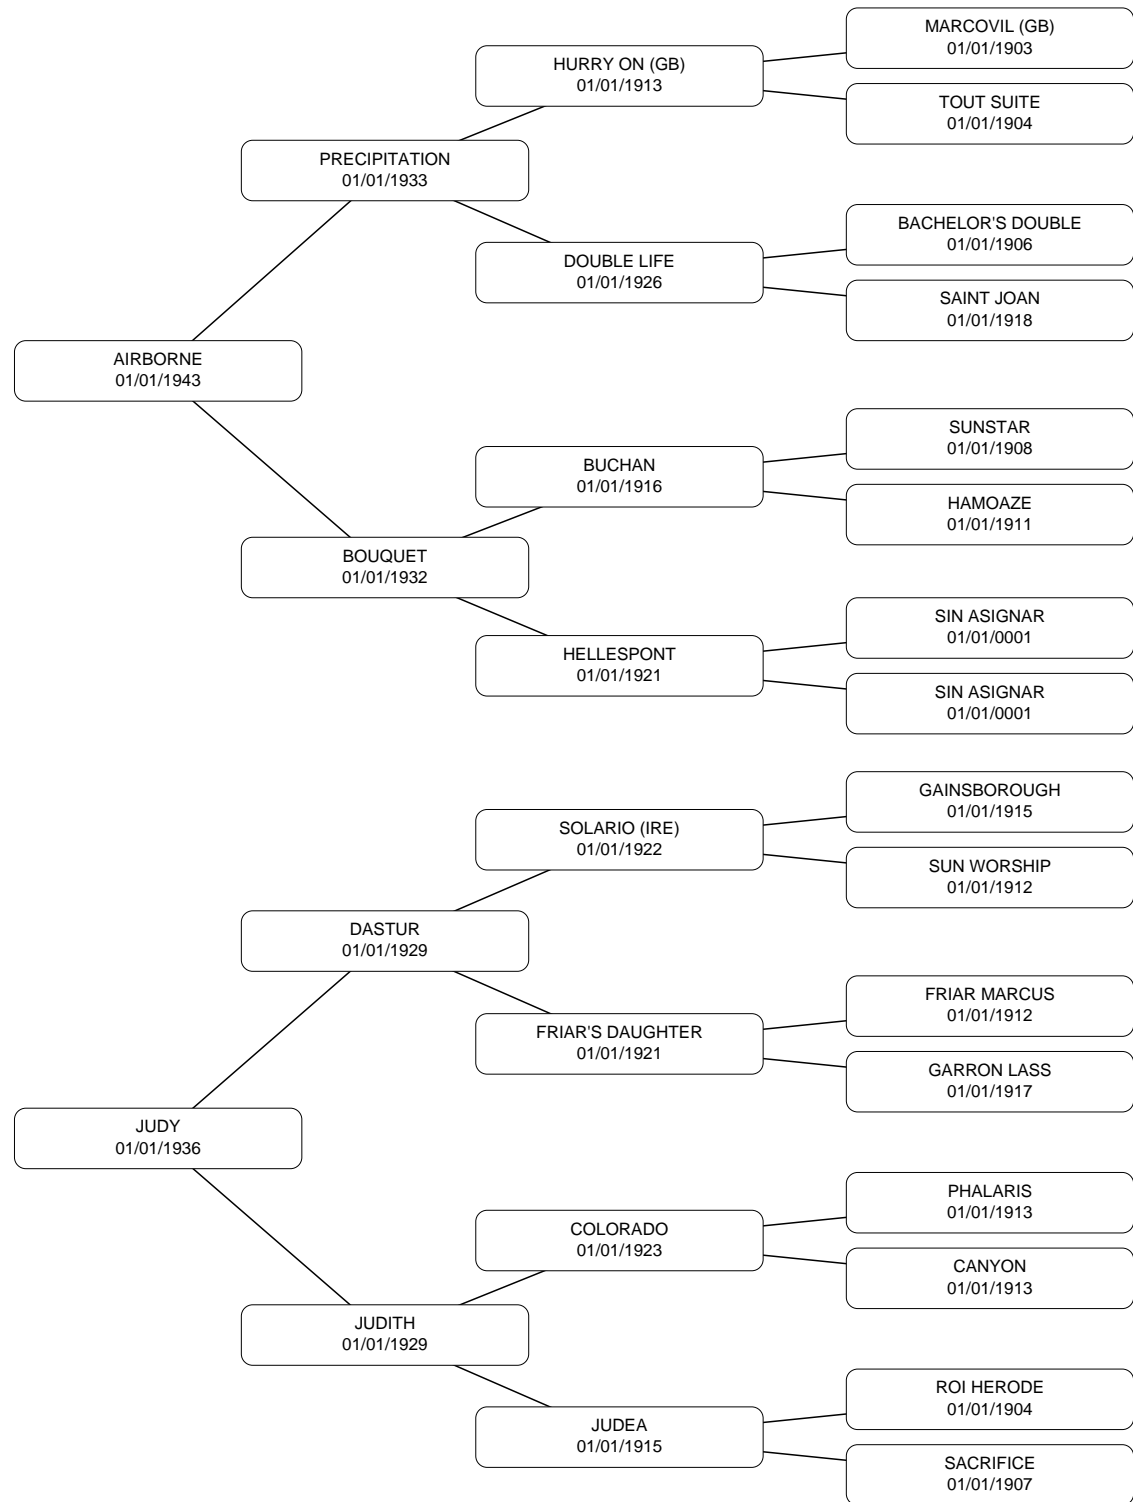 MARCOVIL (GB)
01/01/1903
HURRY ON (GB)
01/01/1913
TOUT SUITE
01/01/1904
PRECIPITATION
01/01/1933
BACHELOR'S DOUBLE
01/01/1906
DOUBLE LIFE
01/01/1926
SAINT JOAN
01/01/1918
AIRBORNE
01/01/1943
SUNSTAR
01/01/1908
BUCHAN
01/01/1916
HAMOAZE
01/01/1911
BOUQUET
01/01/1932
SIN ASIGNAR
01/01/0001
HELLESPONT
01/01/1921
SIN ASIGNAR
01/01/0001
GAINSBOROUGH
01/01/1915
SOLARIO (IRE)
01/01/1922
SUN WORSHIP
01/01/1912
DASTUR
01/01/1929
FRIAR MARCUS
01/01/1912
FRIAR'S DAUGHTER
01/01/1921
GARRON LASS
01/01/1917
JUDY
01/01/1936
PHALARIS
01/01/1913
COLORADO
01/01/1923
CANYON
01/01/1913
JUDITH
01/01/1929
ROI HERODE
01/01/1904
JUDEA
01/01/1915
SACRIFICE
01/01/1907